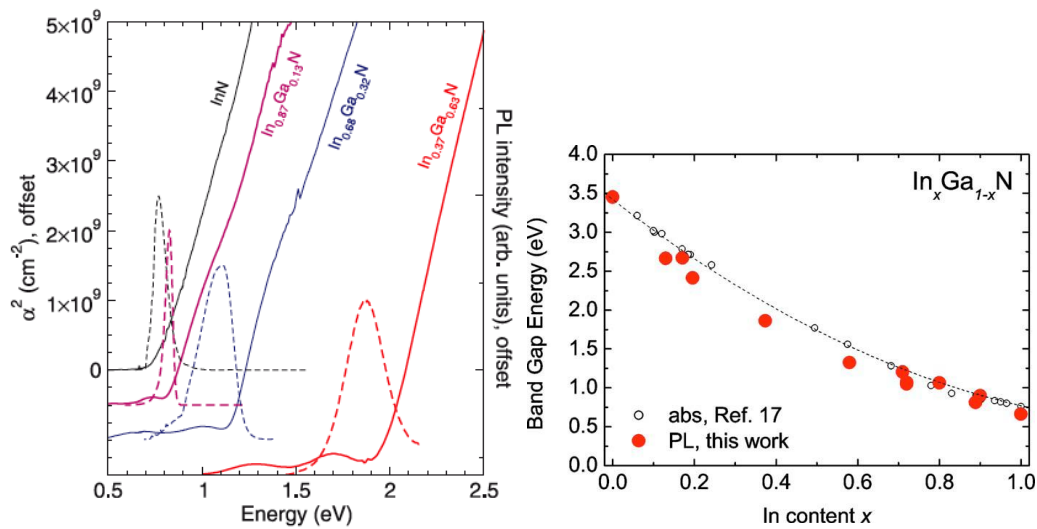 5×10⁹
4×10⁹
3×10⁹
2×10⁹
1×10⁹
0
α² (cm⁻²), offset
InN
In₀.₈₇Ga₀.₁₃N
In₀.₆₈Ga₀.₃₂N
In₀.₃₇Ga₀.₆₃N
PL intensity (arb. units), offset
0.5 1 1.5 2 2.5
Energy (eV)
4.0
3.5
3.0
2.5
2.0
1.5
1.0
0.5
0.0
Band Gap Energy (eV)
InₓGa₁₋ₓN
abs, Ref. 17
PL, this work
0.0 0.2 0.4 0.6 0.8 1.0
In content x